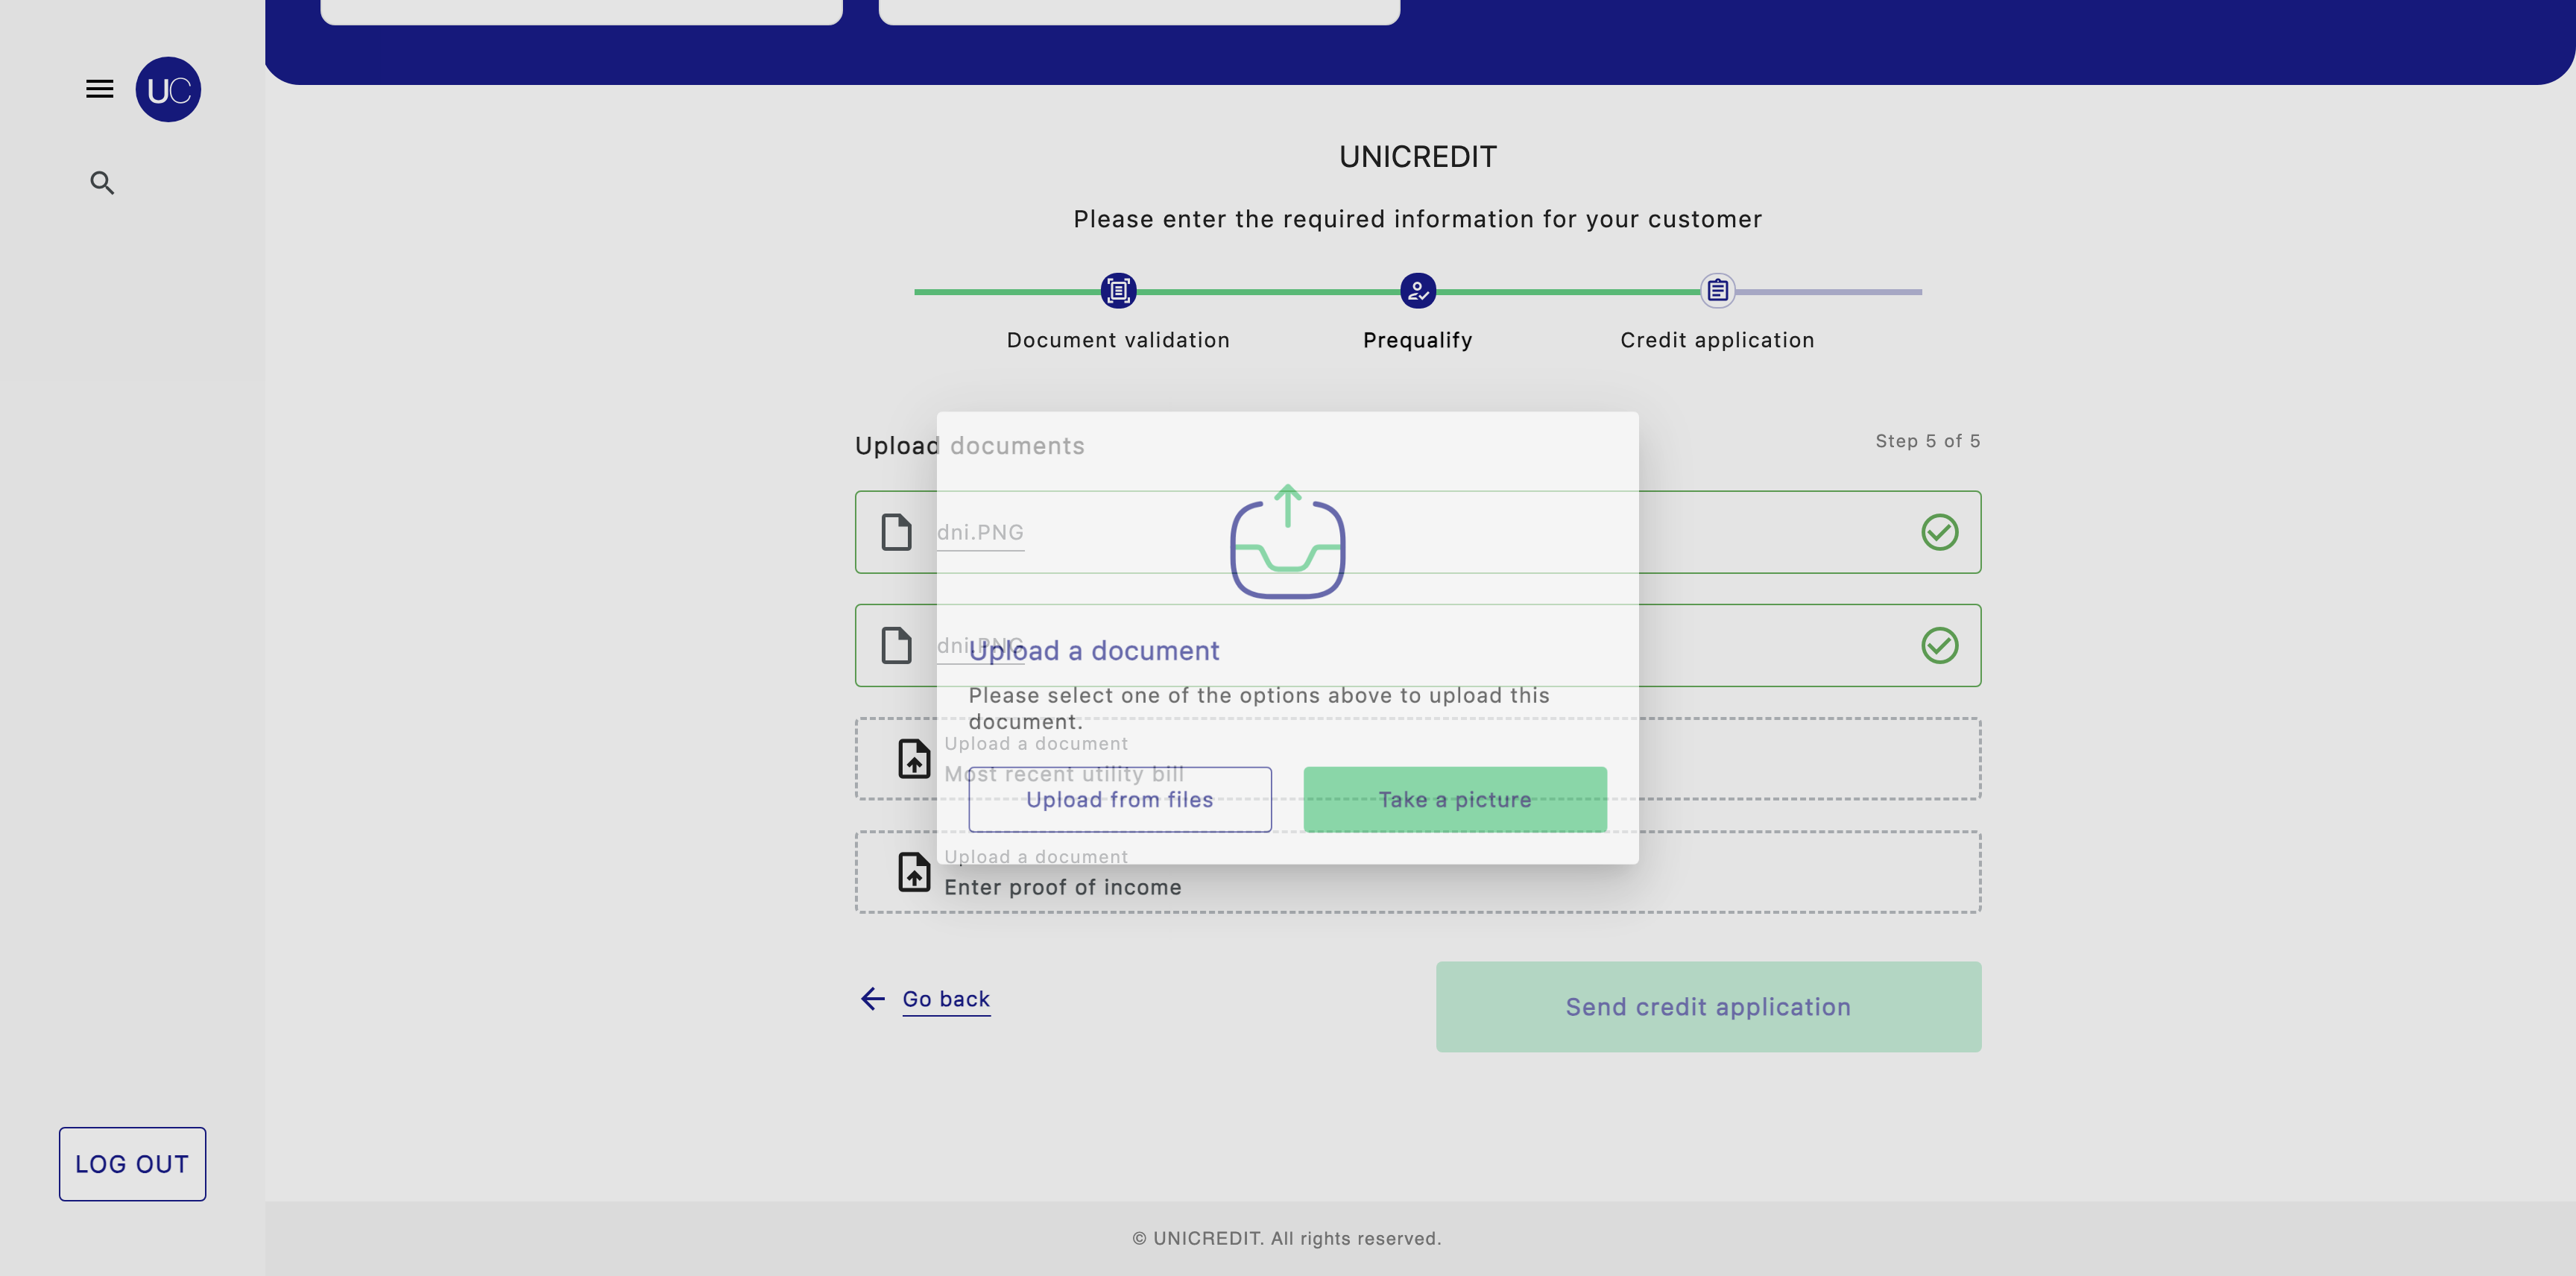 UC
UNICREDIT
Please enter the required information for your customer
Document validation
Prequalify
Credit application
Upload documents
Step 5 of 5
dni.PNG
dni.PNG
Upload a document
Please select one of the options above to upload this
document.
Upload a document
Most recent utility bill
Upload from files
Take a picture
Upload a document
Enter proof of income
Go back
Send credit application
LOG OUT
© UNICREDIT. All rights reserved.